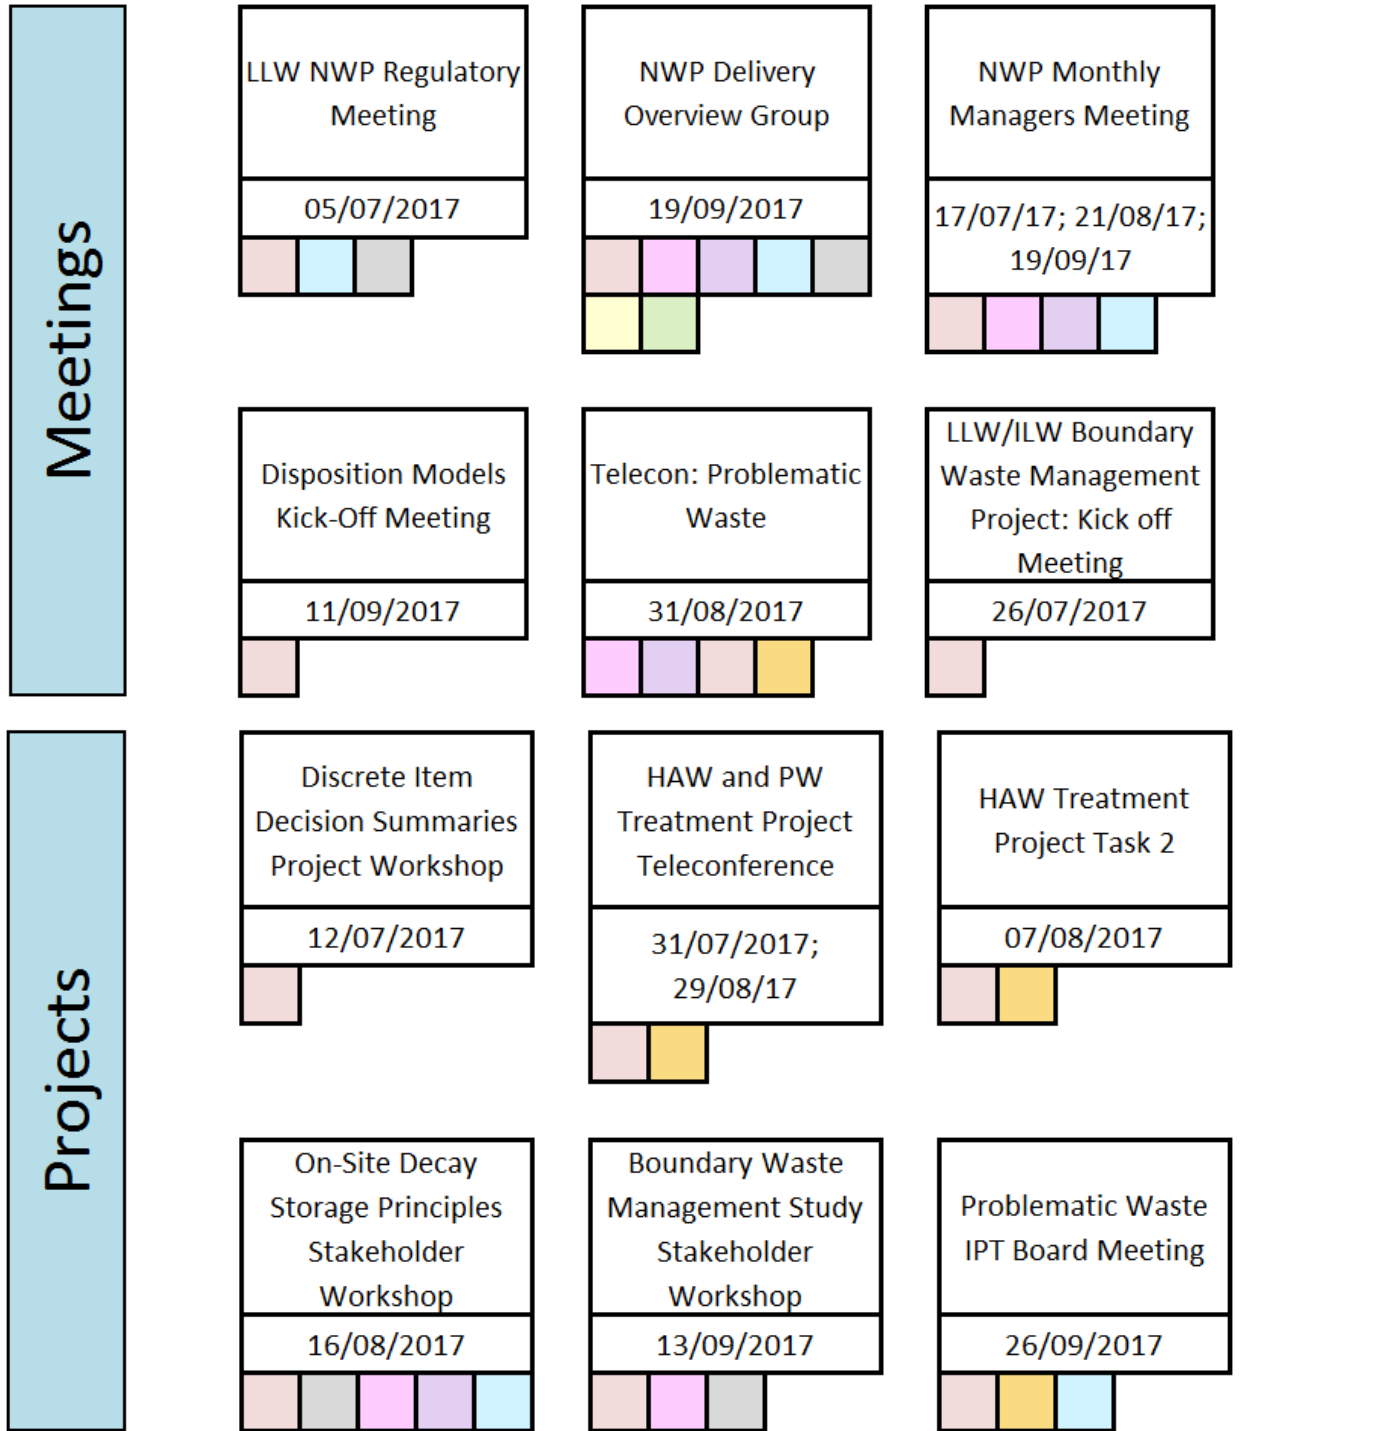 Meetings
LLW NWP Regulatory
Meeting
05/07/2017
NWP Delivery
Overview Group
19/09/2017
NWP Monthly
Managers Meeting
17/07/17; 21/08/17;
19/09/17
Disposition Models
Kick-Off Meeting
11/09/2017
Telecon: Problematic
Waste
31/08/2017
LLW/ILW Boundary
Waste Management
Project: Kick off
Meeting
26/07/2017
Projects
Discrete Item
Decision Summaries
Project Workshop
12/07/2017
HAW and PW
Treatment Project
Teleconference
31/07/2017;
29/08/17
HAW Treatment
Project Task 2
07/08/2017
On-Site Decay
Storage Principles
Stakeholder
Workshop
16/08/2017
Boundary Waste
Management Study
Stakeholder
Workshop
13/09/2017
Problematic Waste
IPT Board Meeting
26/09/2017